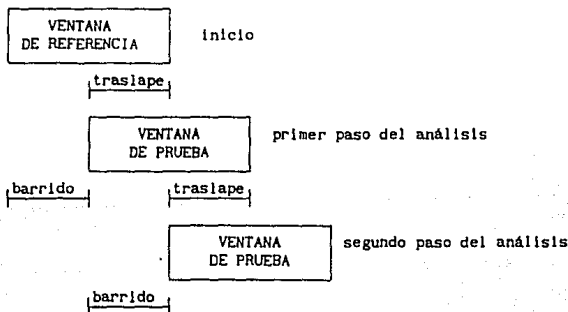 VENTANA
DE REFERENCIA
inicio
traslape
VENTANA
DE PRUEBA
primer paso del análisis
barrido
traslape
VENTANA
DE PRUEBA
segundo paso del análisis
barrido